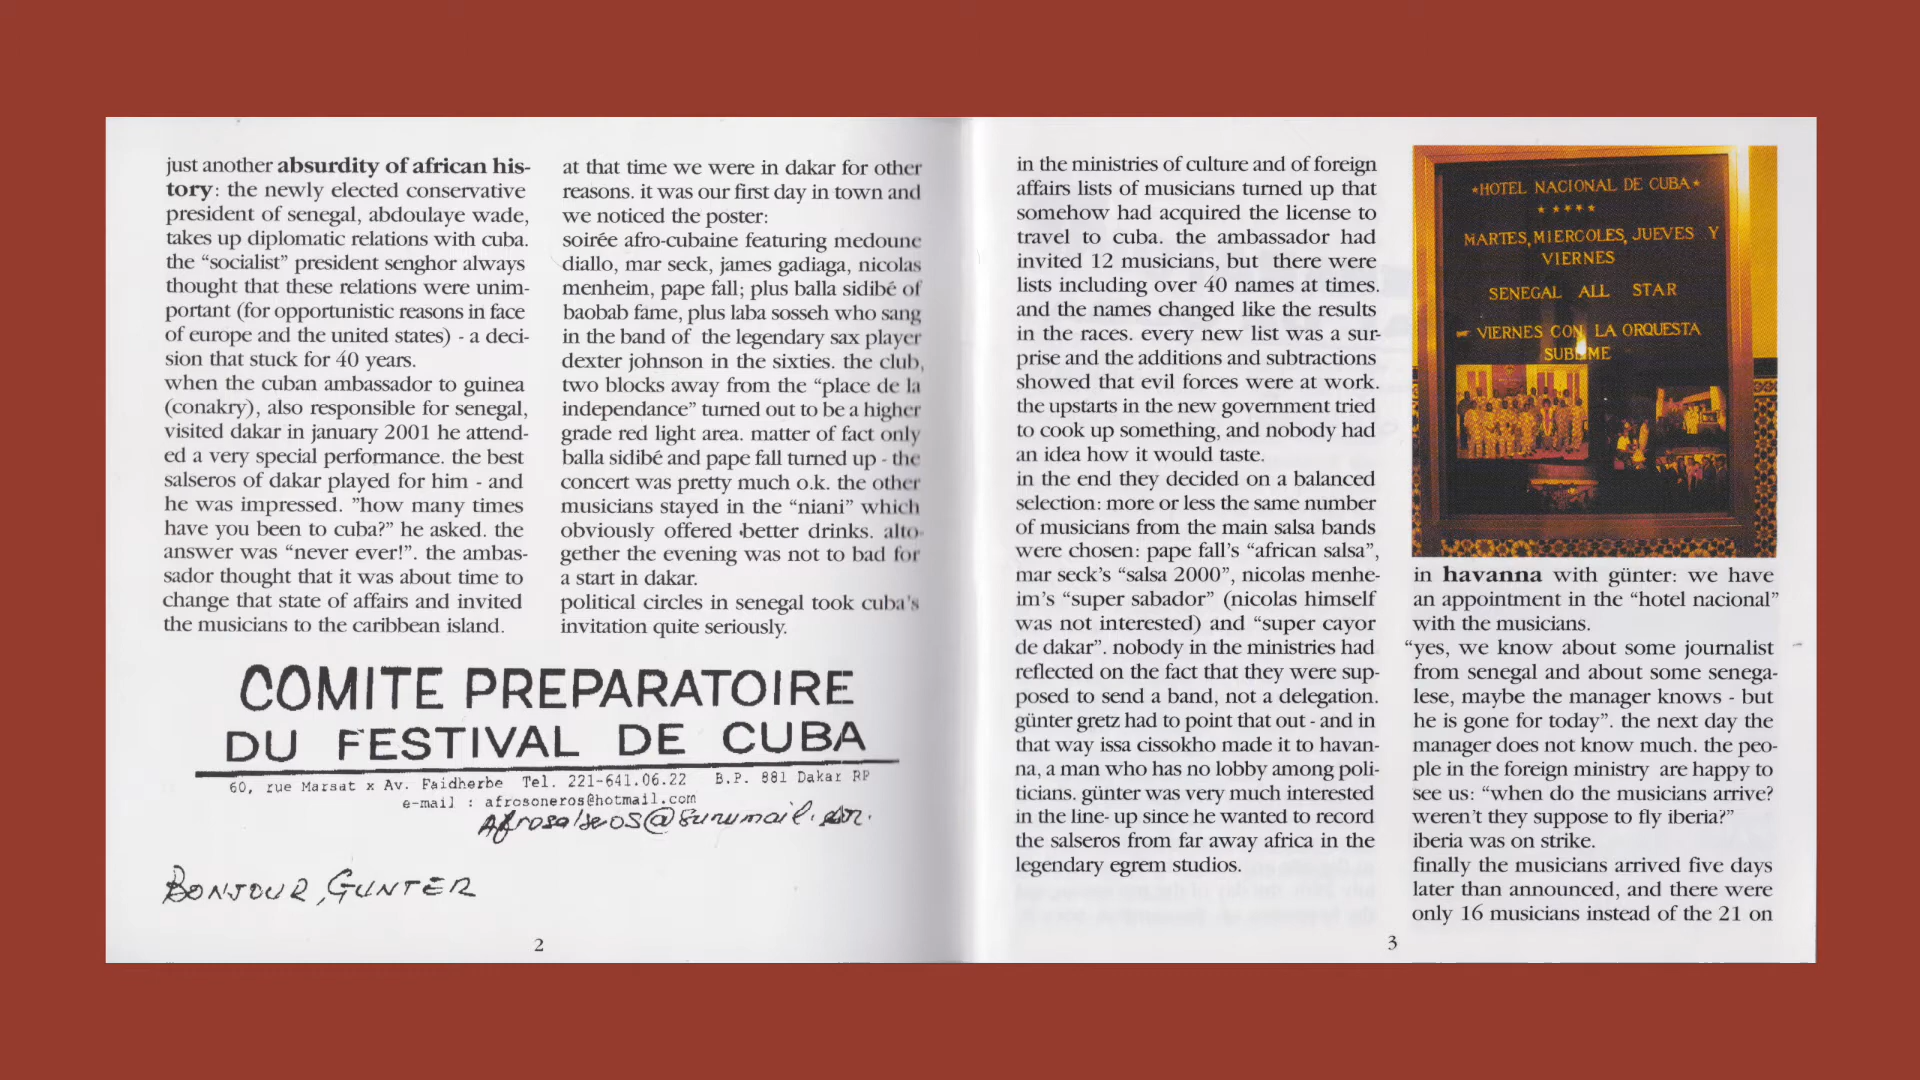 just another absurdity of african his-
tory: the newly elected conservative
president of senegal, abdoulaye wade,
takes up diplomatic relations with cuba.
the “socialist” president senghor always
thought that these relations were unim-
portant (for opportunistic reasons in face
of europe and the united states) - a deci-
sion that stuck for 40 years.
when the cuban ambassador to guinea
(conakry), also responsible for senegal,
visited dakar in january 2001 he attend-
ed a very special performance. the best
salseros of dakar played for him - and
he was impressed. ”how many times
have you been to cuba?” he asked. the
answer was “never ever!”. the ambas-
sador thought that it was about time to
change that state of affairs and invited
the musicians to the caribbean island.
at that time we were in dakar for other
reasons. it was our first day in town and
we noticed the poster:
soirée afro-cubaine featuring medoune
diallo, mar seck, james gadiaga, nicolas
menheim, pape fall; plus balla sidibé of
baobab fame, plus laba sosseh who sang
in the band of the legendary sax player
dexter johnson in the sixties. the club,
two blocks away from the “place de la
independance” turned out to be a higher
grade red light area. matter of fact only
balla sidibé and pape fall turned up - the
concert was pretty much o.k. the other
musicians stayed in the “niani” which
obviously offered better drinks. alto-
gether the evening was not to bad for
a start in dakar.
political circles in senegal took cuba's
invitation quite seriously.
COMITE PREPARATOIRE
DU FESTIVAL DE CUBA
60, rue Marsat x Av. Faidherbe Tel. 221-641.06.22 B.P. 881 Dakar RP
e-mail : afrosoneros@hotmail.com
BONJOUR, GUNTER
2
in the ministries of culture and of foreign
affairs lists of musicians turned up that
somehow had acquired the license to
travel to cuba. the ambassador had
invited 12 musicians, but there were
lists including over 40 names at times.
and the names changed like the results
in the races. every new list was a sur-
prise and the additions and subtractions
showed that evil forces were at work.
the upstarts in the new government tried
to cook up something, and nobody had
an idea how it would taste.
in the end they decided on a balanced
selection: more or less the same number
of musicians from the main salsa bands
were chosen: pape fall’s “african salsa”,
mar seck’s “salsa 2000”, nicolas menhe-
im’s “super sabador” (nicolas himself
was not interested) and “super cayor
de dakar”. nobody in the ministries had
reflected on the fact that they were sup-
posed to send a band, not a delegation.
günter gretz had to point that out - and in
that way issa cissokho made it to havan-
na, a man who has no lobby among poli-
ticians. günter was very much interested
in the line- up since he wanted to record
the salseros from far away africa in the
legendary egrem studios.
*HOTEL NACIONAL DE CUBA*
*****
MARTES, MIERCOLES, JUEVES Y
VIERNES
SENEGAL ALL STAR
VIERNES CON LA ORQUESTA
SUBLIME
in havanna with günter: we have
an appointment in the “hotel nacional”
with the musicians.
“yes, we know about some journalist
from senegal and about some senega-
lese, maybe the manager knows - but
he is gone for today”. the next day the
manager does not know much. the peo-
ple in the foreign ministry are happy to
see us: “when do the musicians arrive?
weren’t they suppose to fly iberia?”
iberia was on strike.
finally the musicians arrived five days
later than announced, and there were
only 16 musicians instead of the 21 on
3